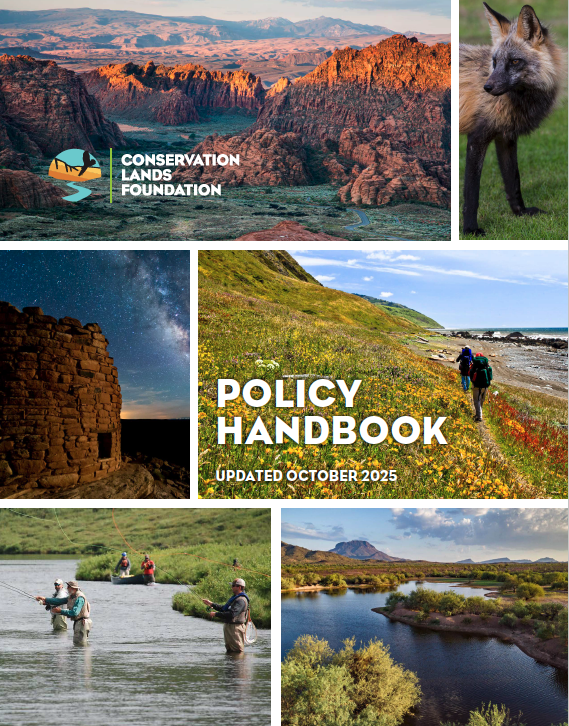 CONSERVATION
LANDS
FOUNDATION
POLICY
HANDBOOK
UPDATED OCTOBER 2025